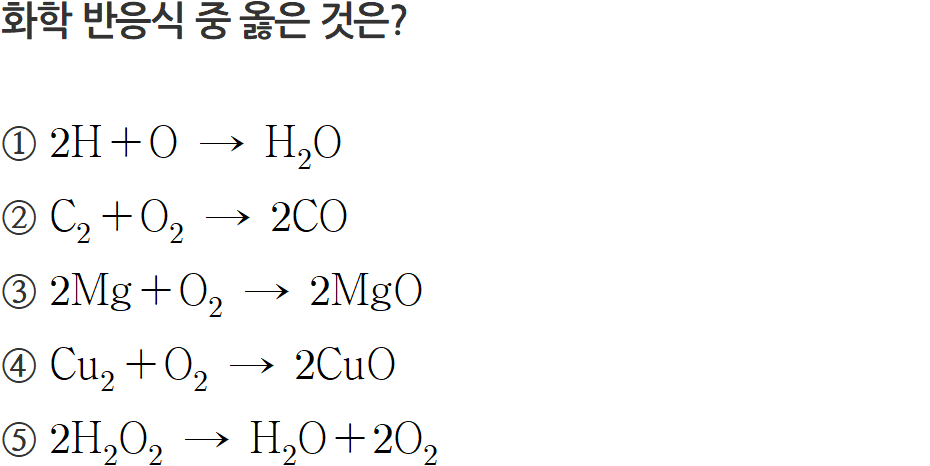 화학 반응식 중 옳은 것은?
① 2H + O → H₂O
② C₂ + O₂ → 2CO
③ 2Mg + O₂ → 2MgO
④ Cu₂ + O₂ → 2CuO
⑤ 2H₂O₂ → H₂O + 2O₂